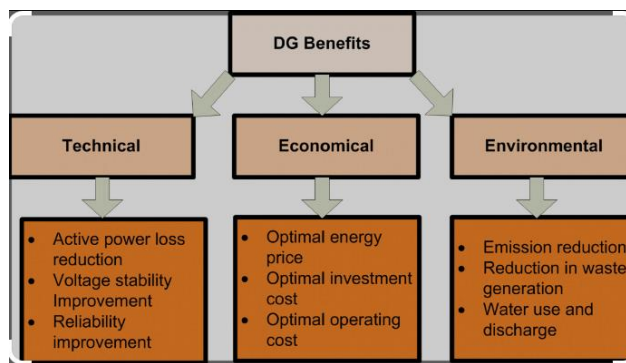 DG Benefits
Technical
Economical
Environmental
• Active power loss
reduction
• Voltage stability
Improvement
• Reliability
improvement
• Optimal energy
price
• Optimal investment
cost
• Optimal operating
cost
• Emission reduction
• Reduction in waste
generation
• Water use and
discharge